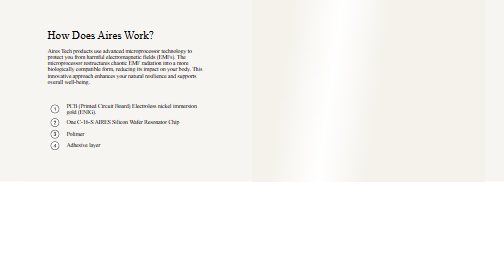 How Does Aires Work?
Aires Tech products use advanced microprocessor technology to
protect you from harmful electromagnetic fields (EMFs). The
microprocessor restructures chaotic EMF radiation into a more
biologically compatible form, reducing its impact on your body. This
innovative approach enhances your natural resilience and supports
overall well-being.
1 PCB (Printed Circuit Board) Electroless nickel immersion
gold (ENIG).
2 One C-16-S AIRES Silicon Wafer Resonator Chip
3 Polimer
4 Adhesive layer